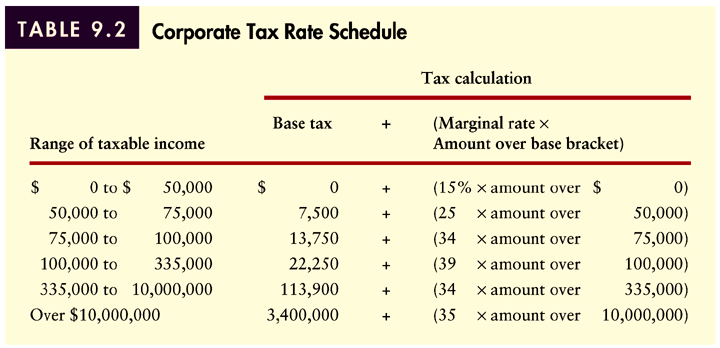 TABLE 9.2 Corporate Tax Rate Schedule
Tax calculation
Base tax + (Marginal rate ×
Range of taxable income Amount over base bracket)
$ 0 to $ 50,000 $ 0 + (15% × amount over $ 0)
50,000 to 75,000 7,500 + (25 × amount over 50,000)
75,000 to 100,000 13,750 + (34 × amount over 75,000)
100,000 to 335,000 22,250 + (39 × amount over 100,000)
335,000 to 10,000,000 113,900 + (34 × amount over 335,000)
Over $10,000,000 3,400,000 + (35 × amount over 10,000,000)